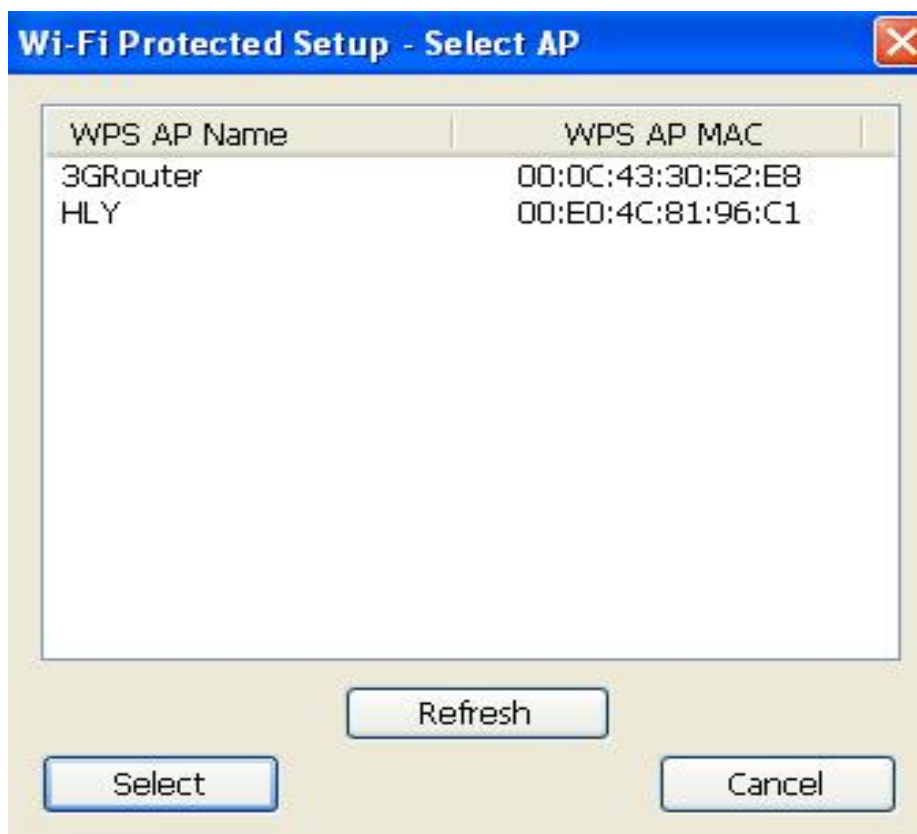 Wi-Fi Protected Setup - Select AP
WPS AP Name WPS AP MAC
3GRouter 00:0C:43:30:52:E8
HLY 00:E0:4C:81:96:C1
Refresh
Select Cancel